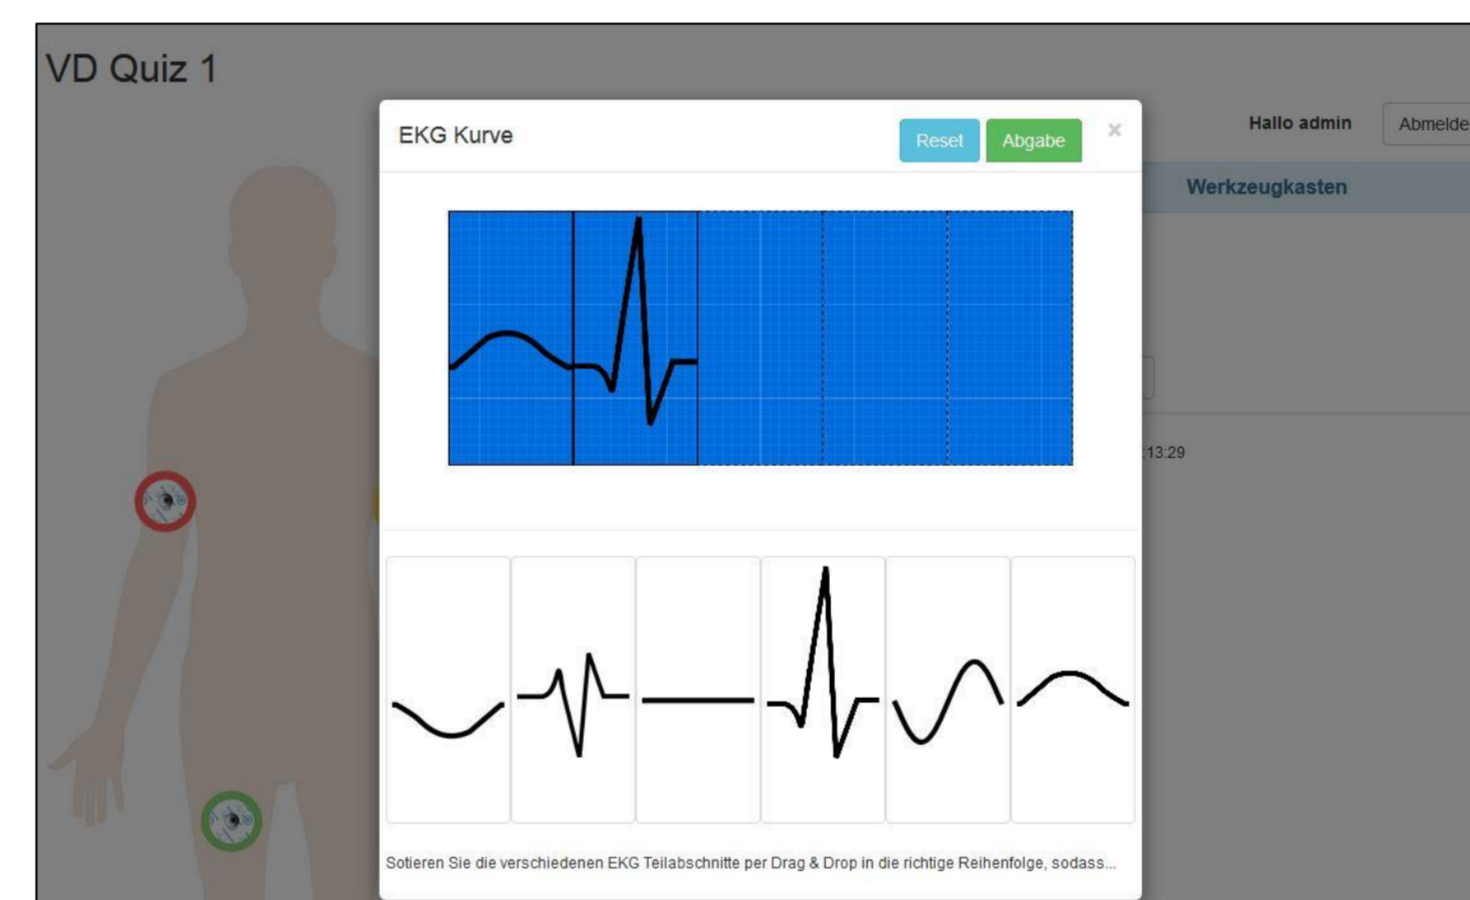 VD Quiz 1
EKG Kurve
Reset
Abgabe
×
Hallo admin
Abmelde
Werkzeugkasten
:13:29
Sotieren Sie die verschiedenen EKG Teilabschnitte per Drag & Drop in die richtige Reihenfolge, sodass...